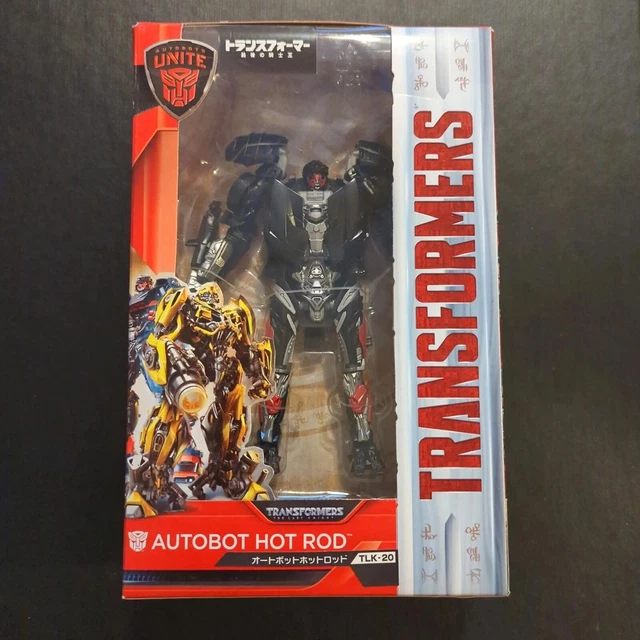 AUTOBOTS
UNITE
トランスフォーマー
最後の騎士王
TRANSFORMERS
TRANSFORMERS
THE LAST KNIGHT
AUTOBOT HOT ROD™
オートボットホットロッド
TLK-20